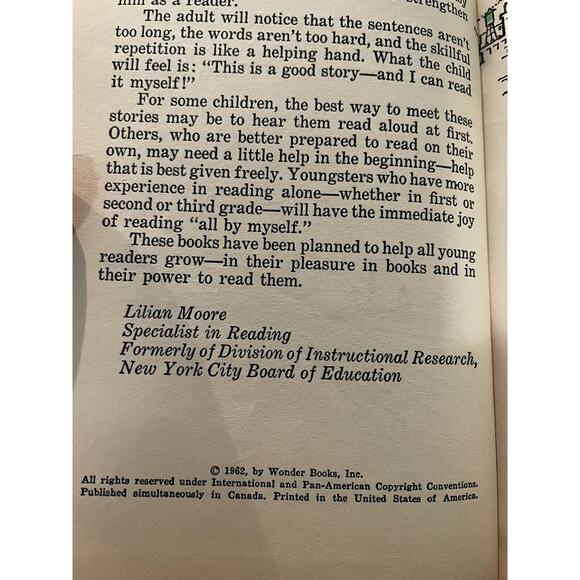 him as a reader.
strengthen
The adult will notice that the sentences aren't
too long, the words aren't too hard, and the skillful
repetition is like a helping hand. What the child
will feel is: "This is a good story—and I can read
it myself!"
For some children, the best way to meet these
stories may be to hear them read aloud at first.
Others, who are better prepared to read on their
own, may need a little help in the beginning—help
that is best given freely. Youngsters who have more
experience in reading alone—whether in first or
second or third grade—will have the immediate joy
of reading "all by myself."
These books have been planned to help all young
readers grow—in their pleasure in books and in
their power to read them.
Lilian Moore
Specialist in Reading
Formerly of Division of Instructional Research,
New York City Board of Education
© 1962, by Wonder Books, Inc.
All rights reserved under International and Pan-American Copyright Conventions.
Published simultaneously in Canada. Printed in the United States of America.